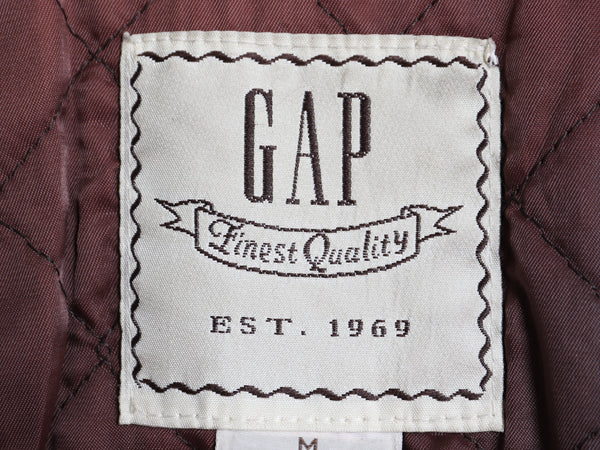 GAP
Finest Quality
EST. 1969
M